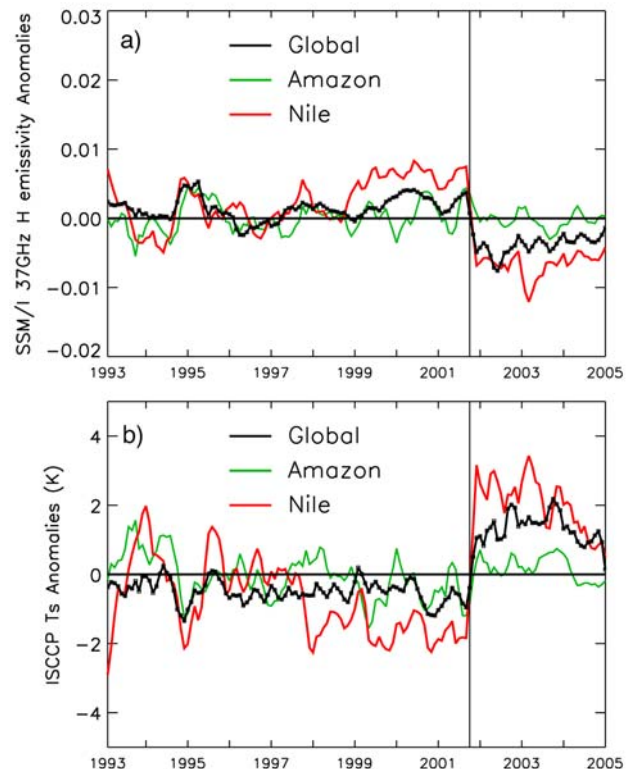 SSM/I 37GHz H emissivity Anomalies
0.03
0.02
0.01
0.00
-0.01
-0.02
a)
Global
Amazon
Nile
1993 1995 1997 1999 2001 2003 2005
ISCCP Ts Anomalies (K)
4
2
0
-2
-4
b)
Global
Amazon
Nile
1993 1995 1997 1999 2001 2003 2005